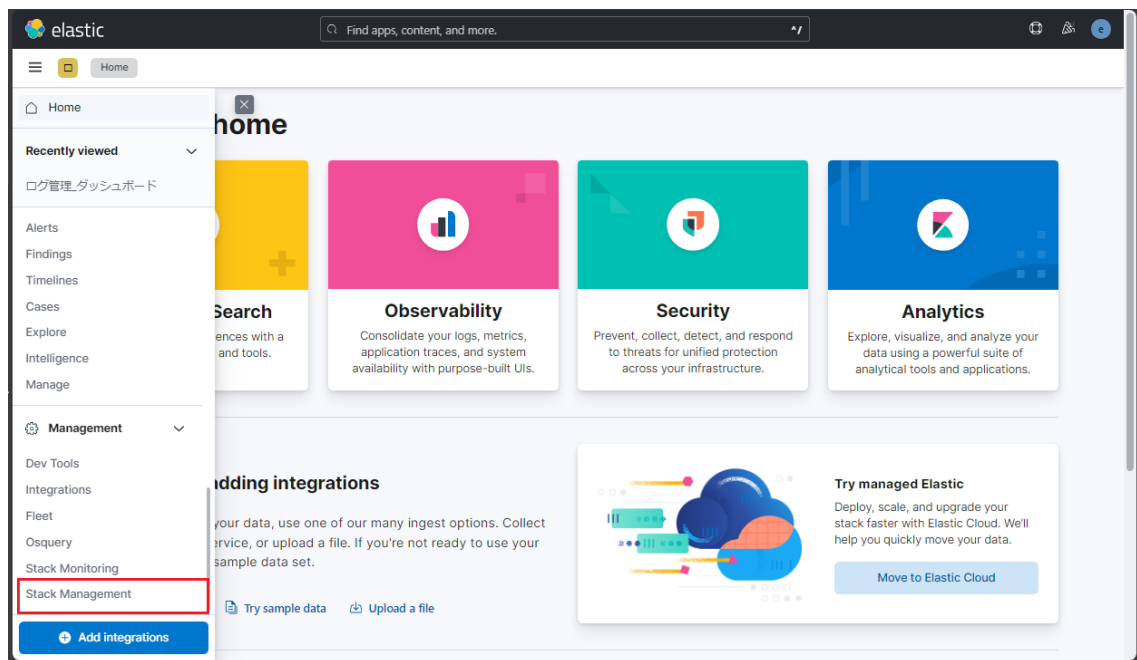 elastic
Find apps, content, and more.
^/
e
Home
Home
home
Recently viewed
ログ管理_ダッシュボード
Alerts
Findings
Timelines
Cases
Explore
Intelligence
Manage
Management
Dev Tools
Integrations
Fleet
Osquery
Stack Monitoring
Stack Management
Add integrations
Search
ences with a
and tools.
Observability
Consolidate your logs, metrics,
application traces, and system
availability with purpose-built UIs.
Security
Prevent, collect, detect, and respond
to threats for unified protection
across your infrastructure.
Analytics
Explore, visualize, and analyze your
data using a powerful suite of
analytical tools and applications.
adding integrations
your data, use one of our many ingest options. Collect
ervice, or upload a file. If you're not ready to use your
sample data set.
Try sample data
Upload a file
Try managed Elastic
Deploy, scale, and upgrade your
stack faster with Elastic Cloud. We'll
help you quickly move your data.
Move to Elastic Cloud